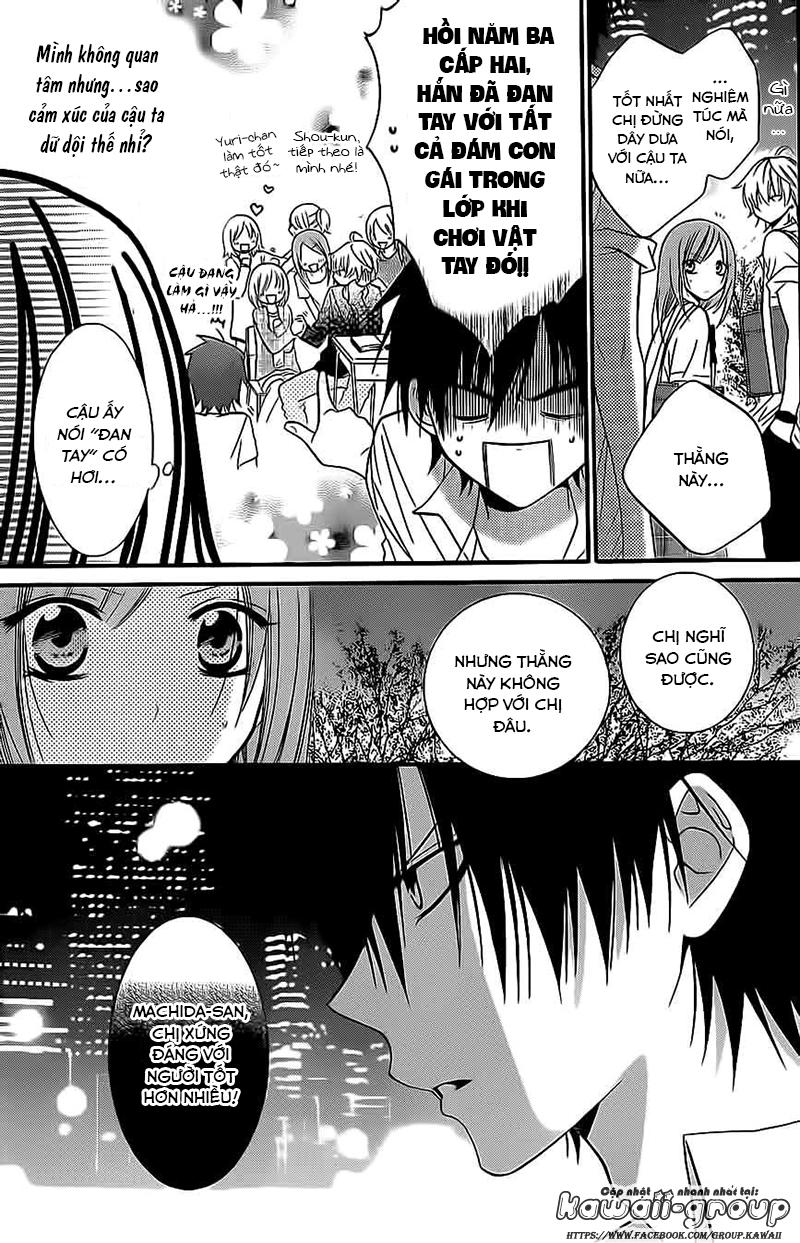 Gì
nữa
...
...
NGHIÊM
TÚC MÀ
NÓI,
TỐT NHẤT
CHỊ ĐỪNG
DÂY DƯA
VỚI CẬU TA
NỮA...
THẰNG
NÀY...
HỒI NĂM BA
CẤP HAI,
HẮN ĐÃ ĐAN
TAY VỚI TẤT
CẢ ĐÁM CON
GÁI TRONG
LỚP KHI
CHƠI VẬT
TAY ĐÓ!!
Shou-kun,
tiếp theo là
mình nhé!
Yuri-chan
làm tốt
thật đó~
CẬU ĐANG
LÀM GÌ VẬY
HẢ...!!!
Mình không quan
tâm nhưng...sao
cảm xúc của cậu ta
dữ dội thế nhỉ?
CẬU ẤY
NÓI “ĐAN
TAY“ CÓ
HƠI...
CHỊ NGHĨ
SAO CŨNG
ĐƯỢC.
NHƯNG THẰNG
NÀY KHÔNG
HỢP VỚI CHỊ
ĐÂU.
MACHIDA-SAN,
CHỊ XỨNG
ĐÁNG VỚI
NGƯỜI TỐT
HƠN NHIỀU!
Cập nhật nhanh nhất tại:
kawaii-group
HTTPS://WWW.FACEBOOK.COM/GROUP.KAWAII